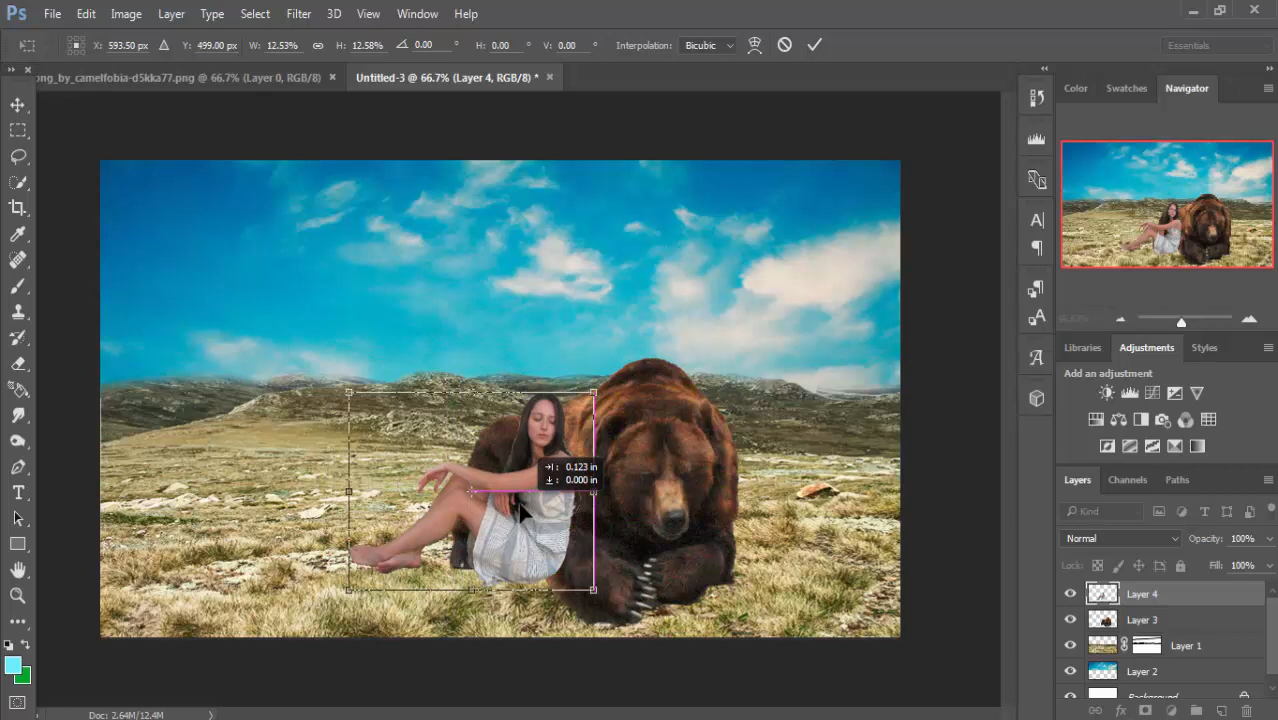 Ps File Edit Image Layer Type Select Filter 3D View Window Help
X: 593.50 px Y: 499.00 px W: 12.53% H: 12.58% 0.00 ° H: 0.00 ° V: 0.00 ° Interpolation: Bicubic Essentials
ong_by_camelfobia-d5kka77.png @ 66.7% (Layer 0, RGB/8) Untitled-3 @ 66.7% (Layer 4, RGB/8) *
Color Swatches Navigator
Libraries Adjustments Styles
Add an adjustment
: 0.123 in
: 0.000 in
Layers Channels Paths
Kind
Normal Opacity: 100%
Lock: Fill: 100%
Layer 4
Layer 3
Layer 1
Layer 2
Background
Doc: 2.64M/12.4M